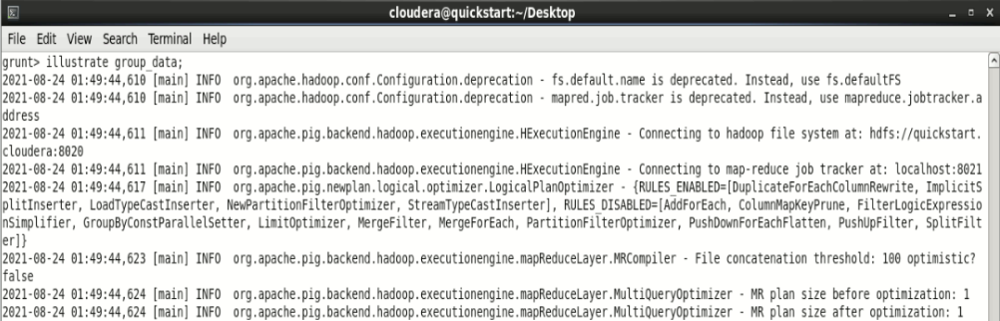 cloudera@quickstart:~/Desktop
File Edit View Search Terminal Help
grunt> illustrate group_data;
2021-08-24 01:49:44,610 [main] INFO  org.apache.hadoop.conf.Configuration.deprecation - fs.default.name is deprecated. Instead, use fs.defaultFS
2021-08-24 01:49:44,610 [main] INFO  org.apache.hadoop.conf.Configuration.deprecation - mapred.job.tracker is deprecated. Instead, use mapreduce.jobtracker.a
ddress
2021-08-24 01:49:44,611 [main] INFO  org.apache.pig.backend.hadoop.executionengine.HExecutionEngine - Connecting to hadoop file system at: hdfs://quickstart.
cloudera:8020
2021-08-24 01:49:44,611 [main] INFO  org.apache.pig.backend.hadoop.executionengine.HExecutionEngine - Connecting to map-reduce job tracker at: localhost:8021
2021-08-24 01:49:44,617 [main] INFO  org.apache.pig.newplan.logical.optimizer.LogicalPlanOptimizer - {RULES_ENABLED=[DuplicateForEachColumnRewrite, ImplicitS
plitInserter, LoadTypeCastInserter, NewPartitionFilterOptimizer, StreamTypeCastInserter], RULES_DISABLED=[AddForEach, ColumnMapKeyPrune, FilterLogicExpressio
nSimplifier, GroupByConstParallelSetter, LimitOptimizer, MergeFilter, MergeForEach, PartitionFilterOptimizer, PushDownForEachFlatten, PushUpFilter, SplitFilt
er]}
2021-08-24 01:49:44,623 [main] INFO  org.apache.pig.backend.hadoop.executionengine.mapReduceLayer.MRCompiler - File concatenation threshold: 100 optimistic?
false
2021-08-24 01:49:44,624 [main] INFO  org.apache.pig.backend.hadoop.executionengine.mapReduceLayer.MultiQueryOptimizer - MR plan size before optimization: 1
2021-08-24 01:49:44,624 [main] INFO  org.apache.pig.backend.hadoop.executionengine.mapReduceLayer.MultiQueryOptimizer - MR plan size after optimization: 1